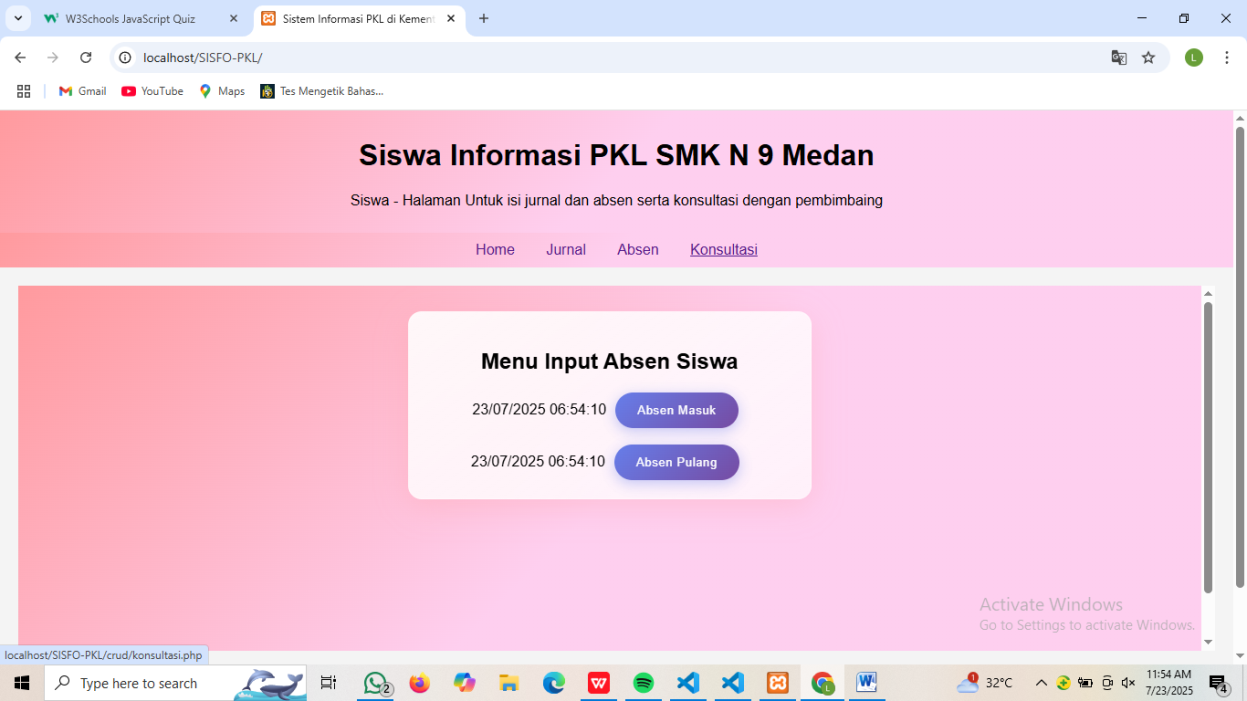 W3Schools JavaScript Quiz
Sistem Informasi PKL di Kement
localhost/SISFO-PKL/
L
Gmail
YouTube
Maps
Tes Mengetik Bahas...
Siswa Informasi PKL SMK N 9 Medan
Siswa - Halaman Untuk isi jurnal dan absen serta konsultasi dengan pembimbaing
Home Jurnal Absen Konsultasi
Menu Input Absen Siswa
23/07/2025 06:54:10 Absen Masuk
23/07/2025 06:54:10 Absen Pulang
Activate Windows
Go to Settings to activate Windows.
localhost/SISFO-PKL/crud/konsultasi.php
Type here to search
2
W
L
W
1
32°C
11:54 AM
7/23/2025
4